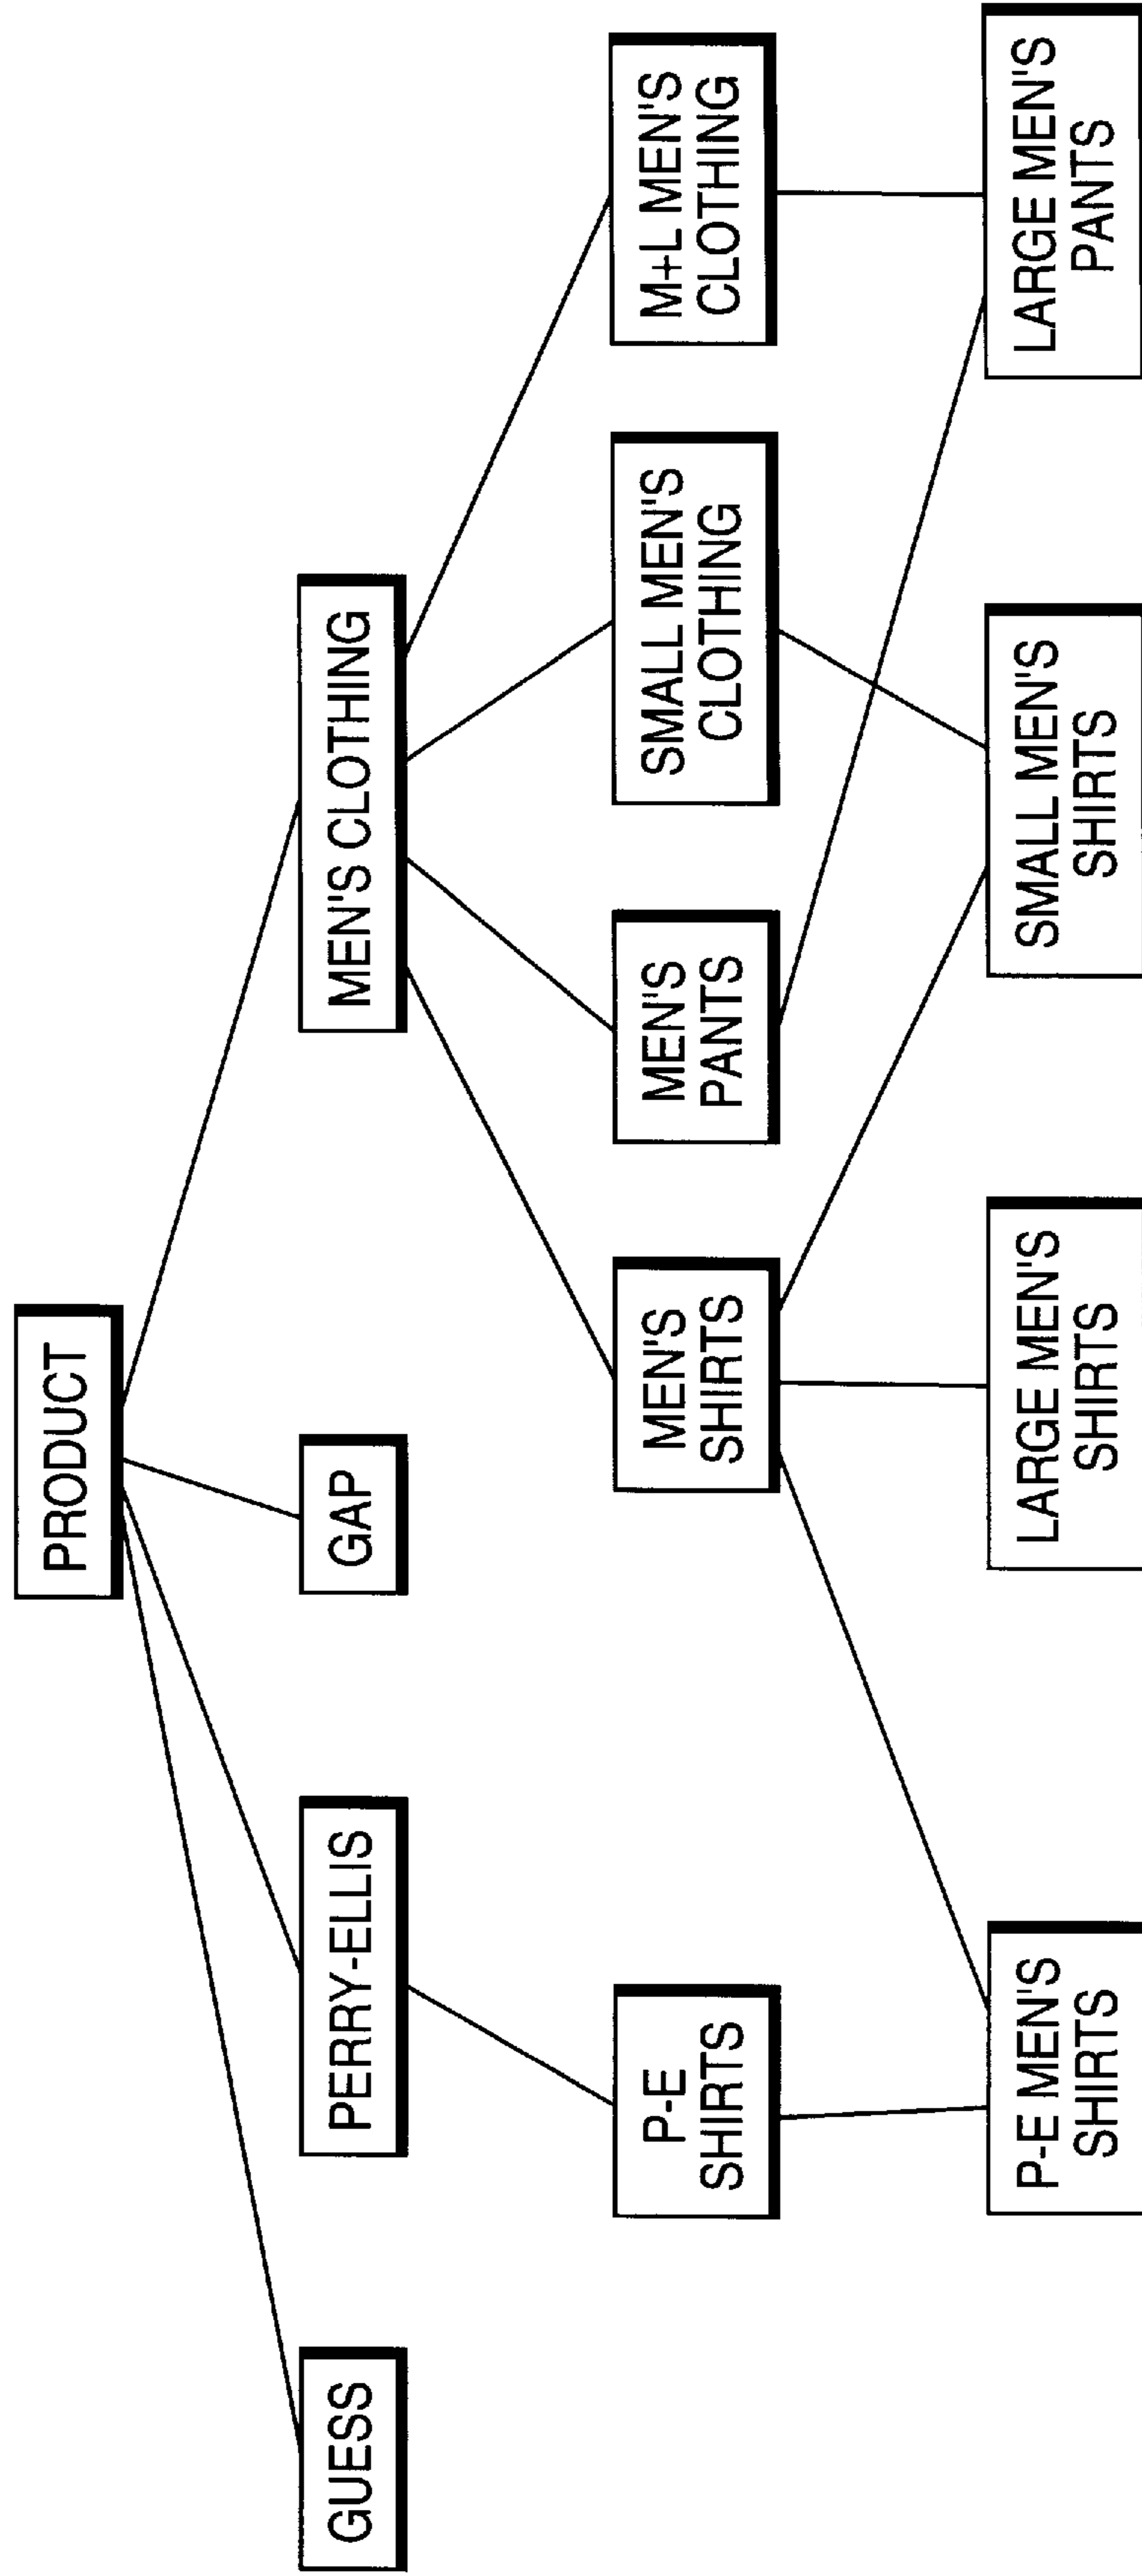 PRODUCT
GUESS
PERRY-ELLIS
GAP
MEN'S CLOTHING
P-E
SHIRTS
MEN'S
SHIRTS
MEN'S
PANTS
SMALL MEN'S
CLOTHING
M+L MEN'S
CLOTHING
P-E MEN'S
SHIRTS
LARGE MEN'S
SHIRTS
SMALL MEN'S
SHIRTS
LARGE MEN'S
PANTS